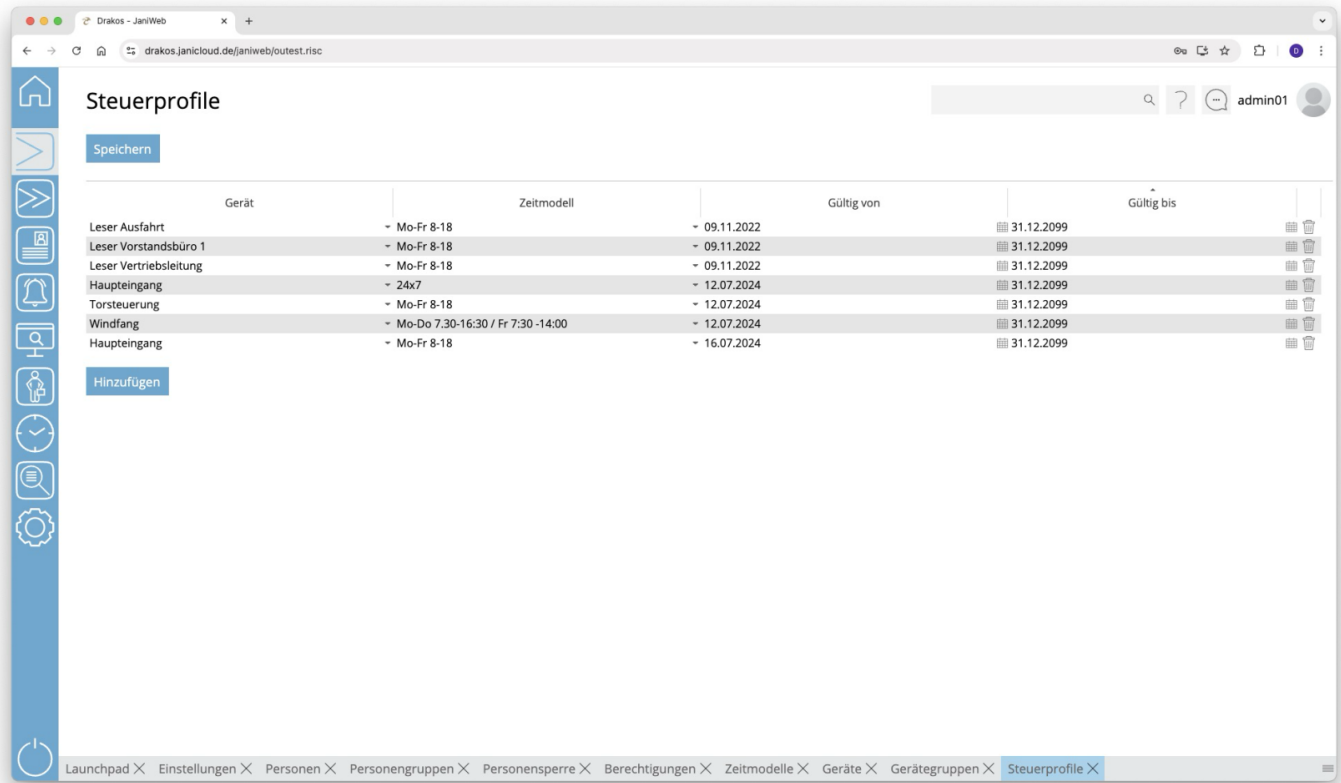 Drakos - JaniWeb
drakos.janicloud.de/janiweb/outest.risc
D
Steuerprofile
? admin01
Speichern
Gerät Zeitmodell Gültig von Gültig bis
Leser Ausfahrt Mo-Fr 8-18 09.11.2022 31.12.2099
Leser Vorstandsbüro 1 Mo-Fr 8-18 09.11.2022 31.12.2099
Leser Vertriebsleitung Mo-Fr 8-18 09.11.2022 31.12.2099
Haupteingang 24x7 12.07.2024 31.12.2099
Torsteuerung Mo-Fr 8-18 12.07.2024 31.12.2099
Windfang Mo-Do 7.30-16:30 / Fr 7:30 -14:00 12.07.2024 31.12.2099
Haupteingang Mo-Fr 8-18 16.07.2024 31.12.2099
Hinzufügen
Launchpad Einstellungen Personen Personengruppen Personensperre Berechtigungen Zeitmodelle Geräte Gerätegruppen Steuerprofile